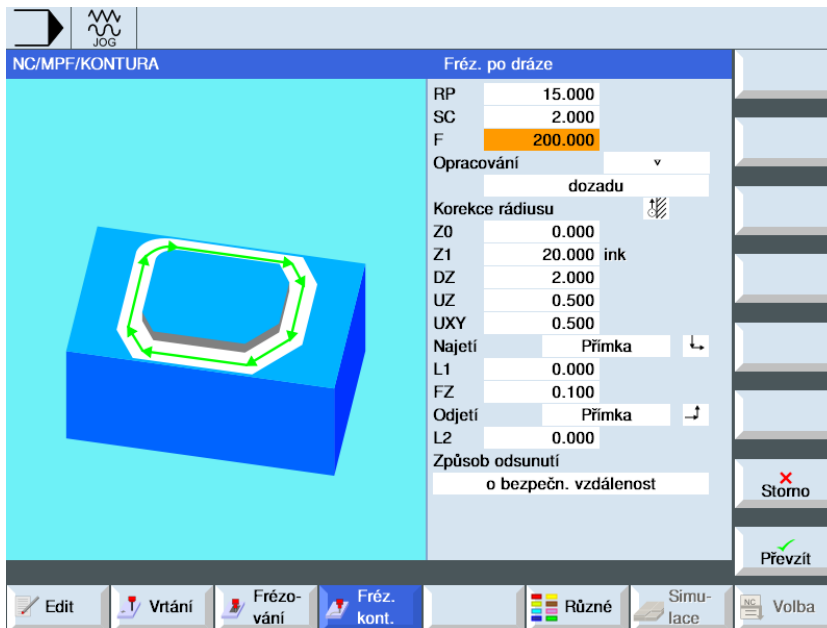 JOG
NC/MPF/KONTURA
Fréz. po dráze
RP 15.000
SC 2.000
F 200.000
Opracování ▿
dozadu
Korekce rádiusu
Z0 0.000
Z1 20.000 ink
DZ 2.000
UZ 0.500
UXY 0.500
Najetí Přímka
L1 0.000
FZ 0.100
Odjetí Přímka
L2 0.000
Způsob odsunutí
o bezpečn. vzdálenost
Storno
Převzít
Edit
Vrtání
Frézo-
vání
Fréz.
kont.
Různé
Simu-
lace
NC
Volba